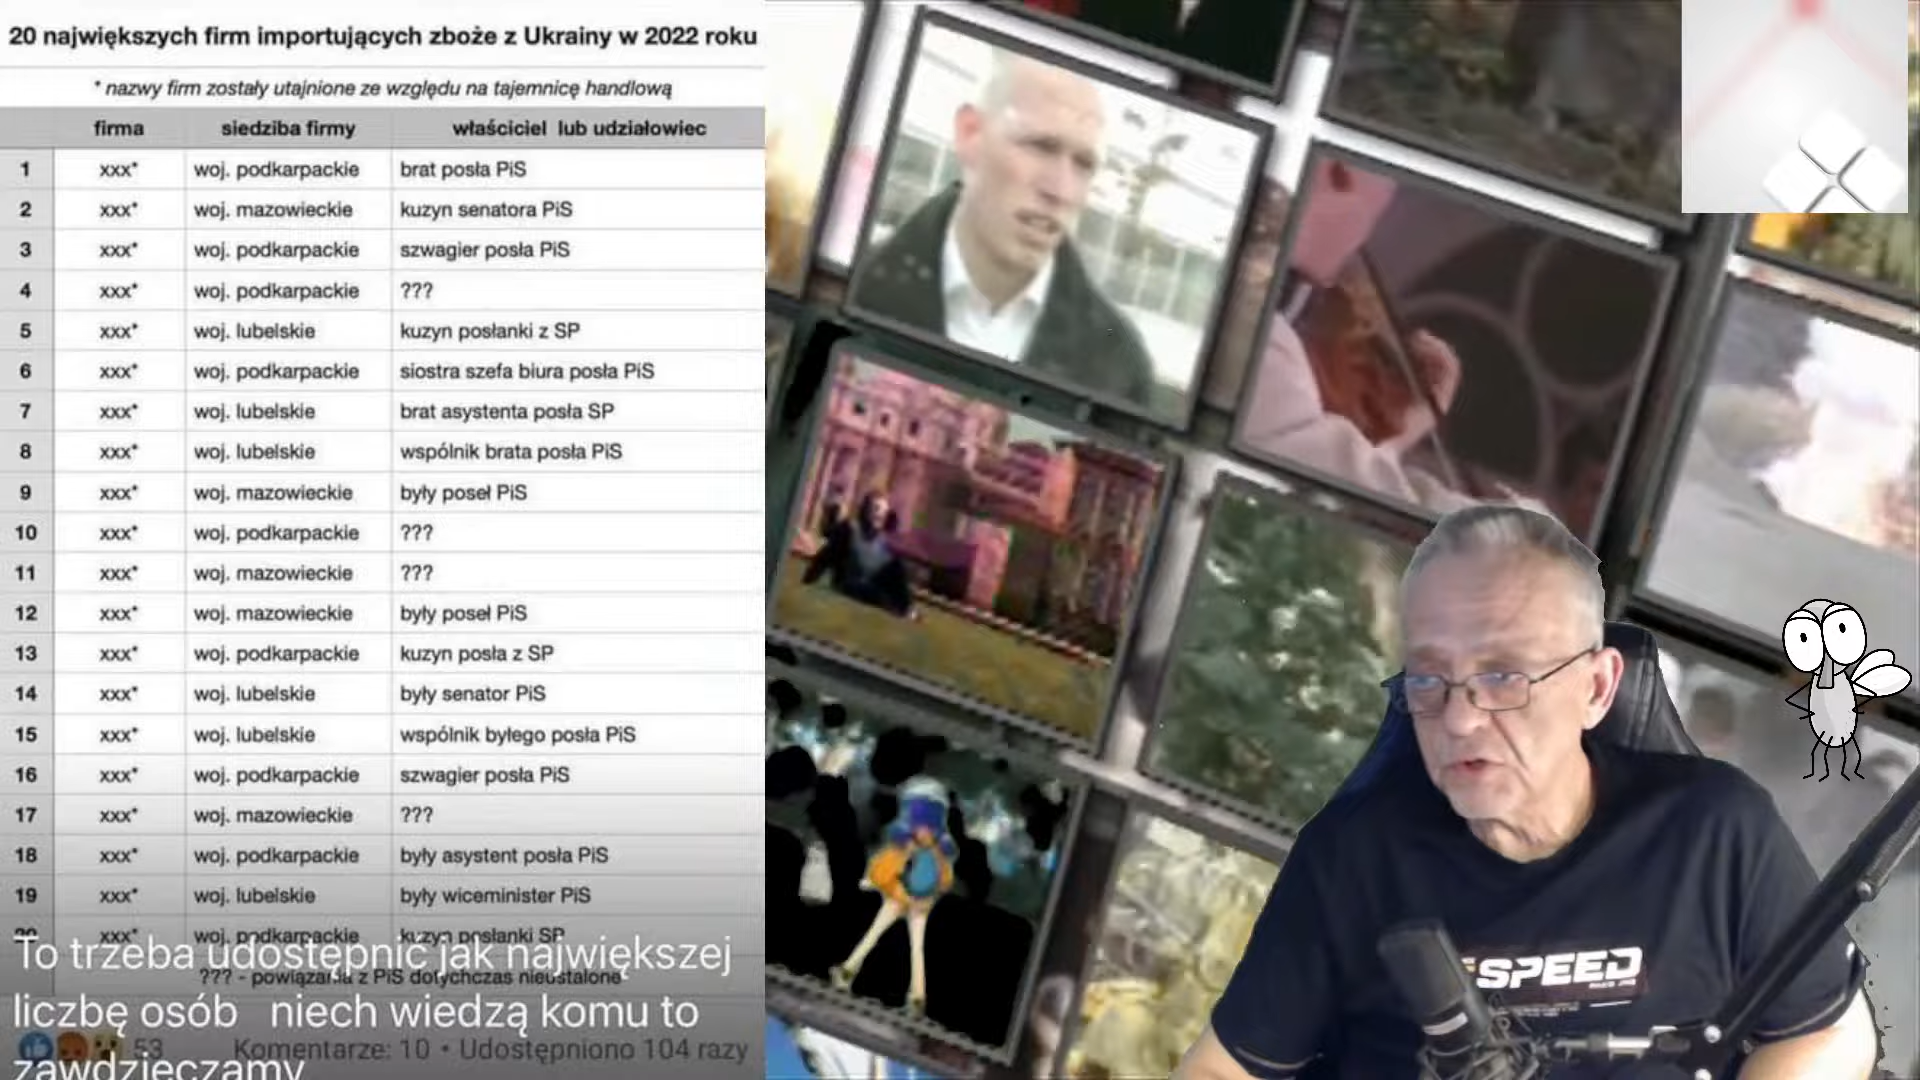 20 największych firm importujących zboże z Ukrainy w 2022 roku
* nazwy firm zostały utajnione ze względu na tajemnicę handlową
firma siedziba firmy właściciel lub udziałowiec
1 xxx* woj. podkarpackie brat posła PiS
2 xxx* woj. mazowieckie kuzyn senatora PiS
3 xxx* woj. podkarpackie szwagier posła PiS
4 xxx* woj. podkarpackie ???
5 xxx* woj. lubelskie kuzyn posłanki z SP
6 xxx* woj. podkarpackie siostra szefa biura posła PiS
7 xxx* woj. lubelskie brat asystenta posła SP
8 xxx* woj. lubelskie wspólnik brata posła PiS
9 xxx* woj. mazowieckie były poseł PiS
10 xxx* woj. podkarpackie ???
11 xxx* woj. mazowieckie ???
12 xxx* woj. mazowieckie były poseł PiS
13 xxx* woj. podkarpackie kuzyn posła z SP
14 xxx* woj. lubelskie były senator PiS
15 xxx* woj. lubelskie wspólnik byłego posła PiS
16 xxx* woj. podkarpackie szwagier posła PiS
17 xxx* woj. mazowieckie ???
18 xxx* woj. podkarpackie były asystent posła PiS
19 xxx* woj. lubelskie były wiceminister PiS
20 xxx* woj. podkarpackie kuzyn posłanki SP
To trzeba udostępnić jak największej
??? - powiązania z PiS dotychczas nieustalone
liczbę osób niech wiedzą komu to
53 Komentarze: 10 • Udostępniono 104 razy
zawdzięczamy
SPEED